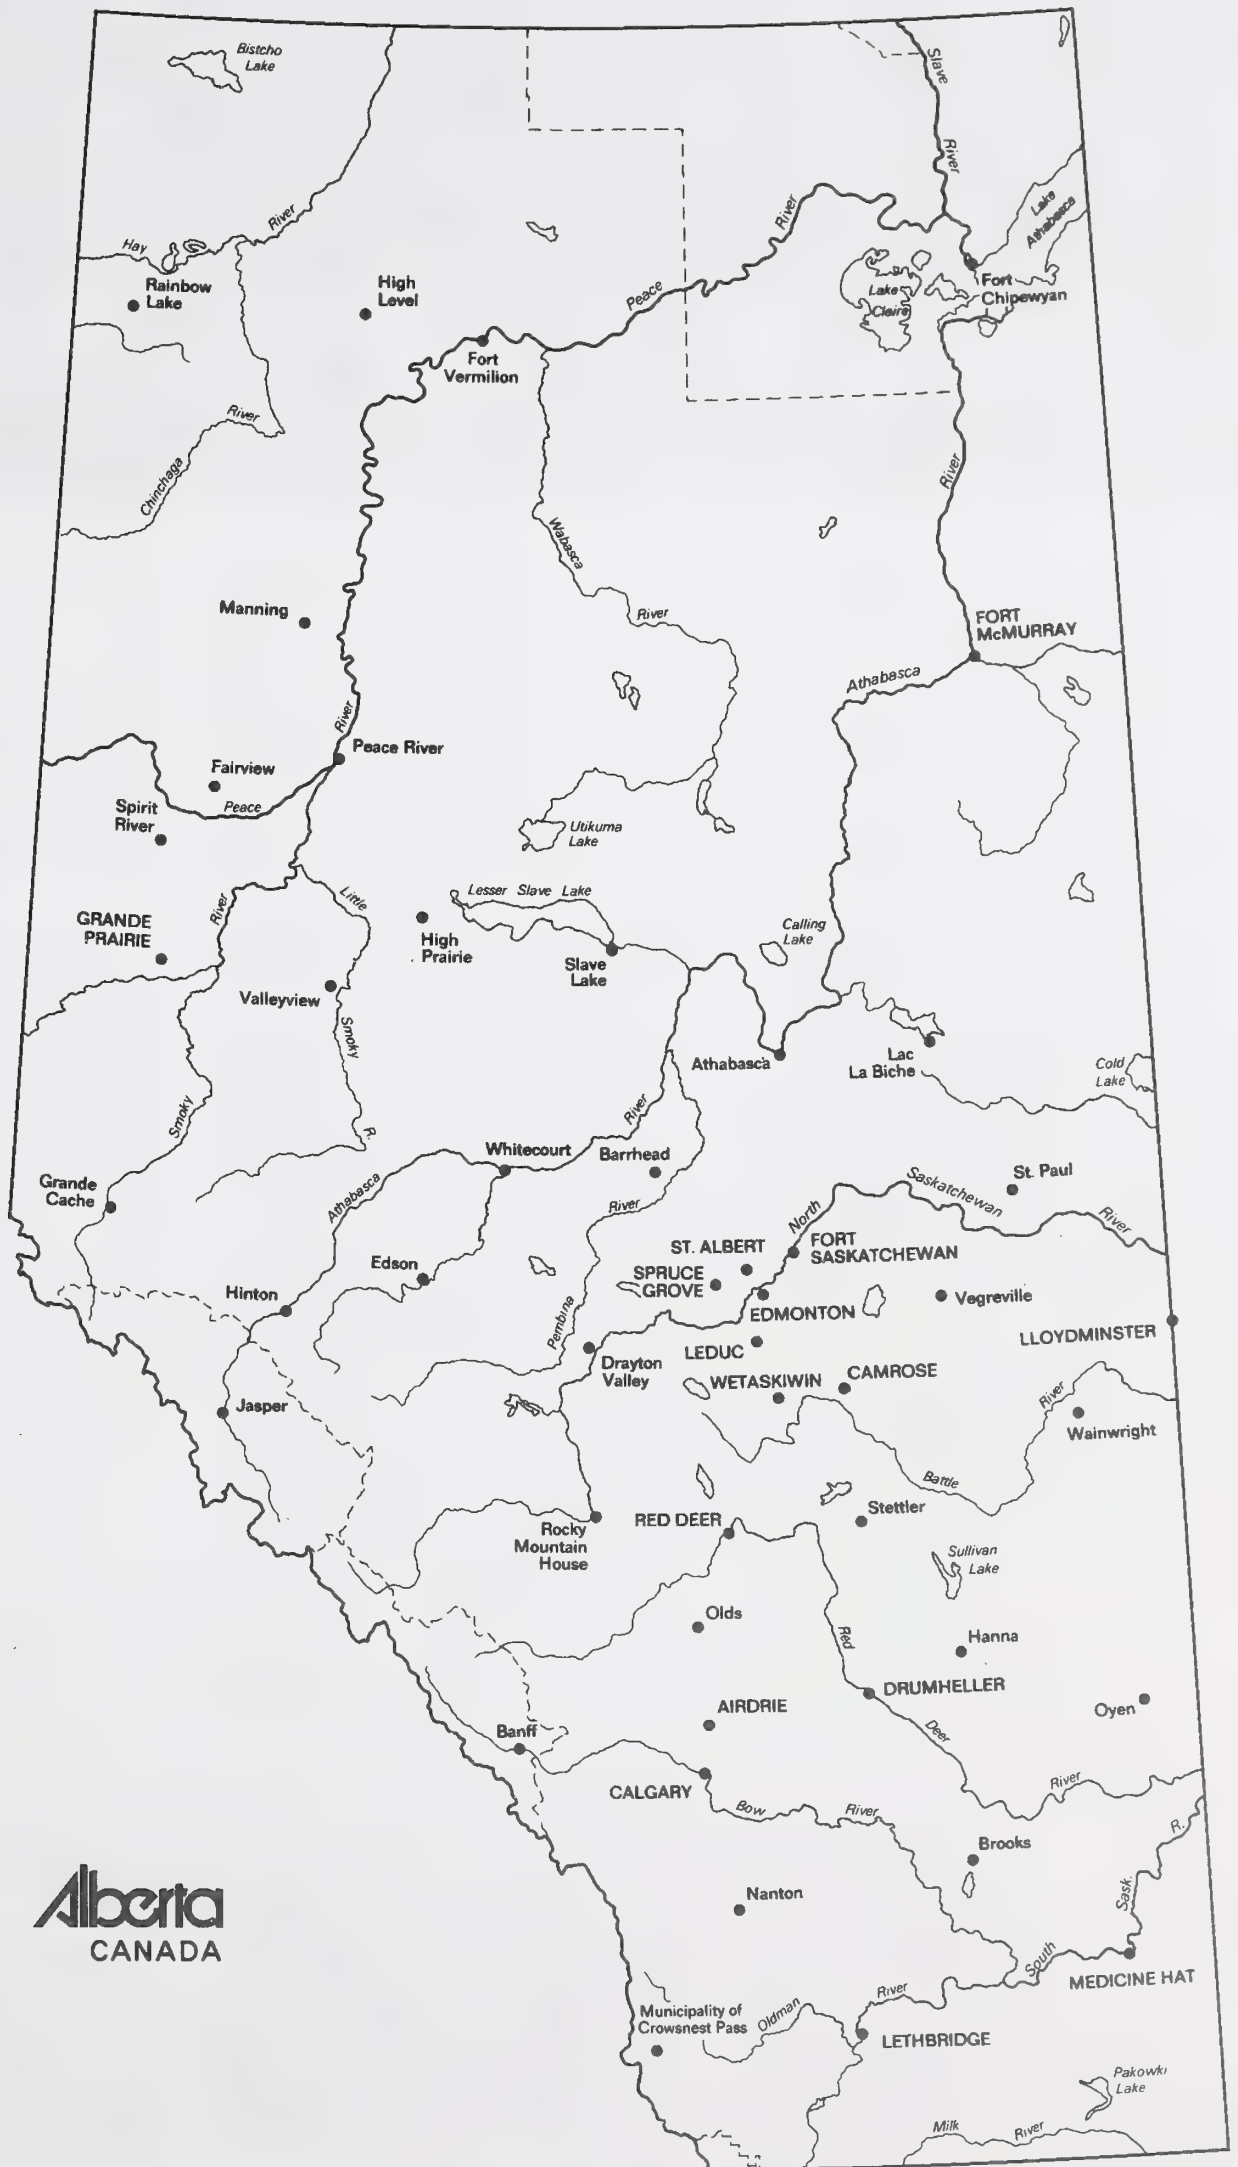 Bistcho
Lake
Slave
River
Lake
Athabasca
River
River
Hay
Rainbow
Lake
High
Level
Peace
Lake
Claire
Fort
Chipewyan
Fort
Vermilion
River
Chinchaga
River
Wabasca
River
Manning
FORT
McMURRAY
Athabasca
River
Peace River
Fairview
Peace
Spirit
River
Utikuma
Lake
Little
Lesser Slave Lake
River
GRANDE
PRAIRIE
High
Prairie
Calling
Lake
Slave
Lake
Valleyview
Smoky
Athabasca
Lac
La Biche
Cold
Lake
Smoky
R.
River
Whitecourt
Barrhead
Grande
Cache
Athabasca
River
St. Paul
Saskatchewan
North
River
ST. ALBERT
FORT
SASKATCHEWAN
Edson
SPRUCE
GROVE
Hinton
Vegreville
EDMONTON
Pembina
LLOYDMINSTER
LEDUC
Drayton
Valley
WETASKIWIN
CAMROSE
River
Jasper
Wainwright
Battle
Stettler
Rocky
Mountain
House
RED DEER
Sullivan
Lake
Olds
Red
Hanna
DRUMHELLER
AIRDRIE
Oyen
Banff
Deer
CALGARY
River
Bow
River
R.
Brooks
Sask.
Nanton
Alberta
CANADA
South
MEDICINE HAT
River
Municipality of
Crowsnest Pass
Oldman
LETHBRIDGE
Pakowki
Lake
Milk
River